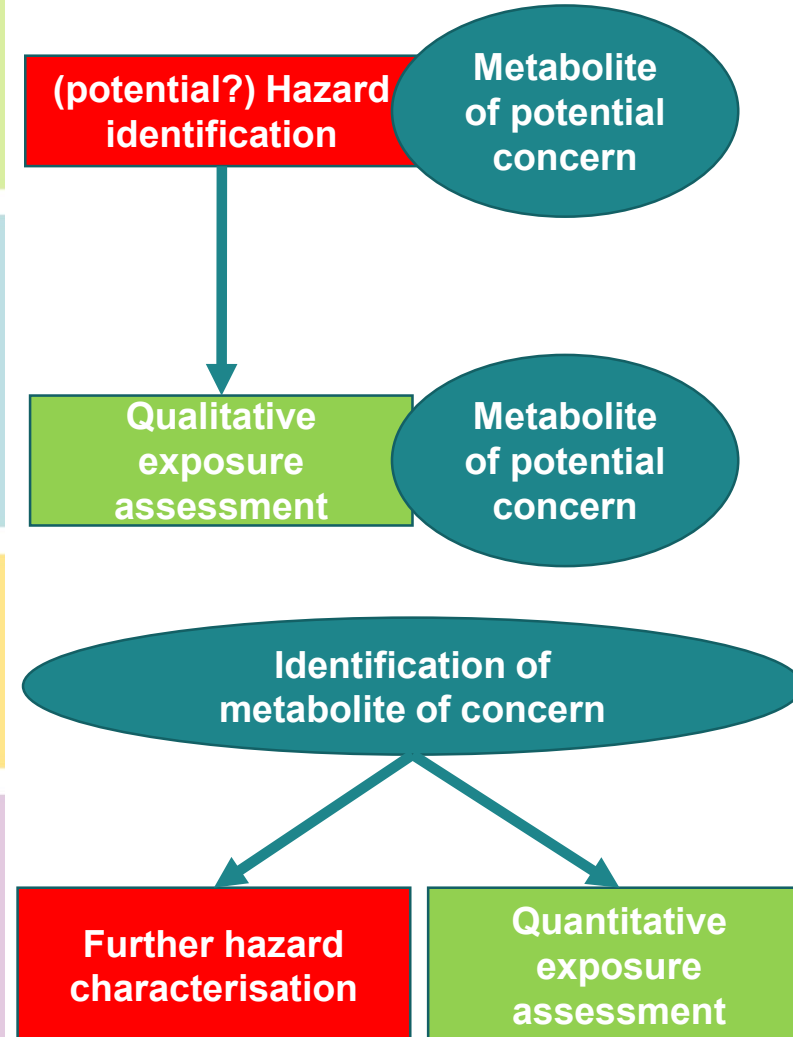 (potential?) Hazard
identification
Metabolite
of potential
concern
Qualitative
exposure
assessment
Metabolite
of potential
concern
Identification of
metabolite of concern
Further hazard
characterisation
Quantitative
exposure
assessment